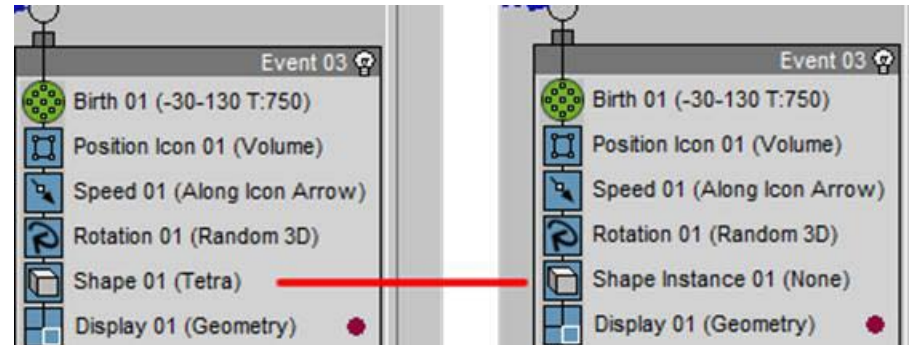 Event 03
Birth 01 (-30-130 T:750)
Position Icon 01 (Volume)
Speed 01 (Along Icon Arrow)
Rotation 01 (Random 3D)
Shape 01 (Tetra)
Display 01 (Geometry)
Event 03
Birth 01 (-30-130 T:750)
Position Icon 01 (Volume)
Speed 01 (Along Icon Arrow)
Rotation 01 (Random 3D)
Shape Instance 01 (None)
Display 01 (Geometry)